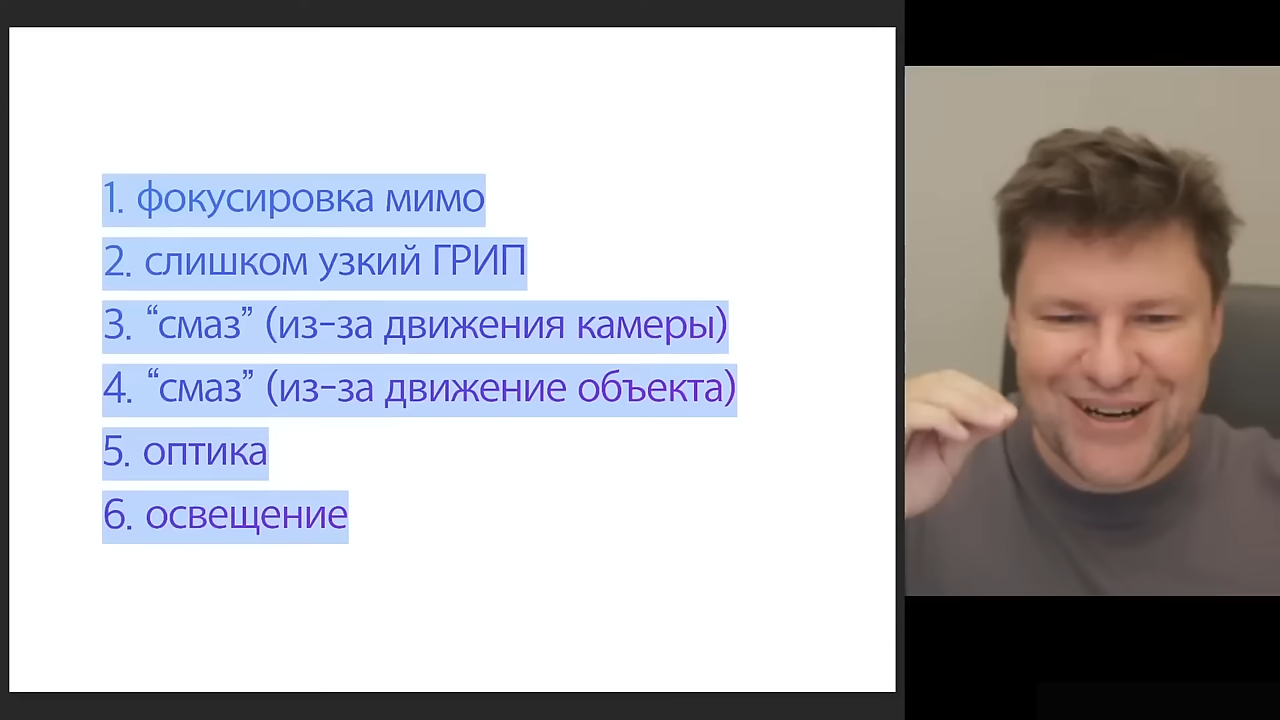 1. фокусировка мимо
2. слишком узкий ГРИП
3. “смаз” (из-за движения камеры)
4. “смаз” (из-за движение объекта)
5. оптика
6. освещение